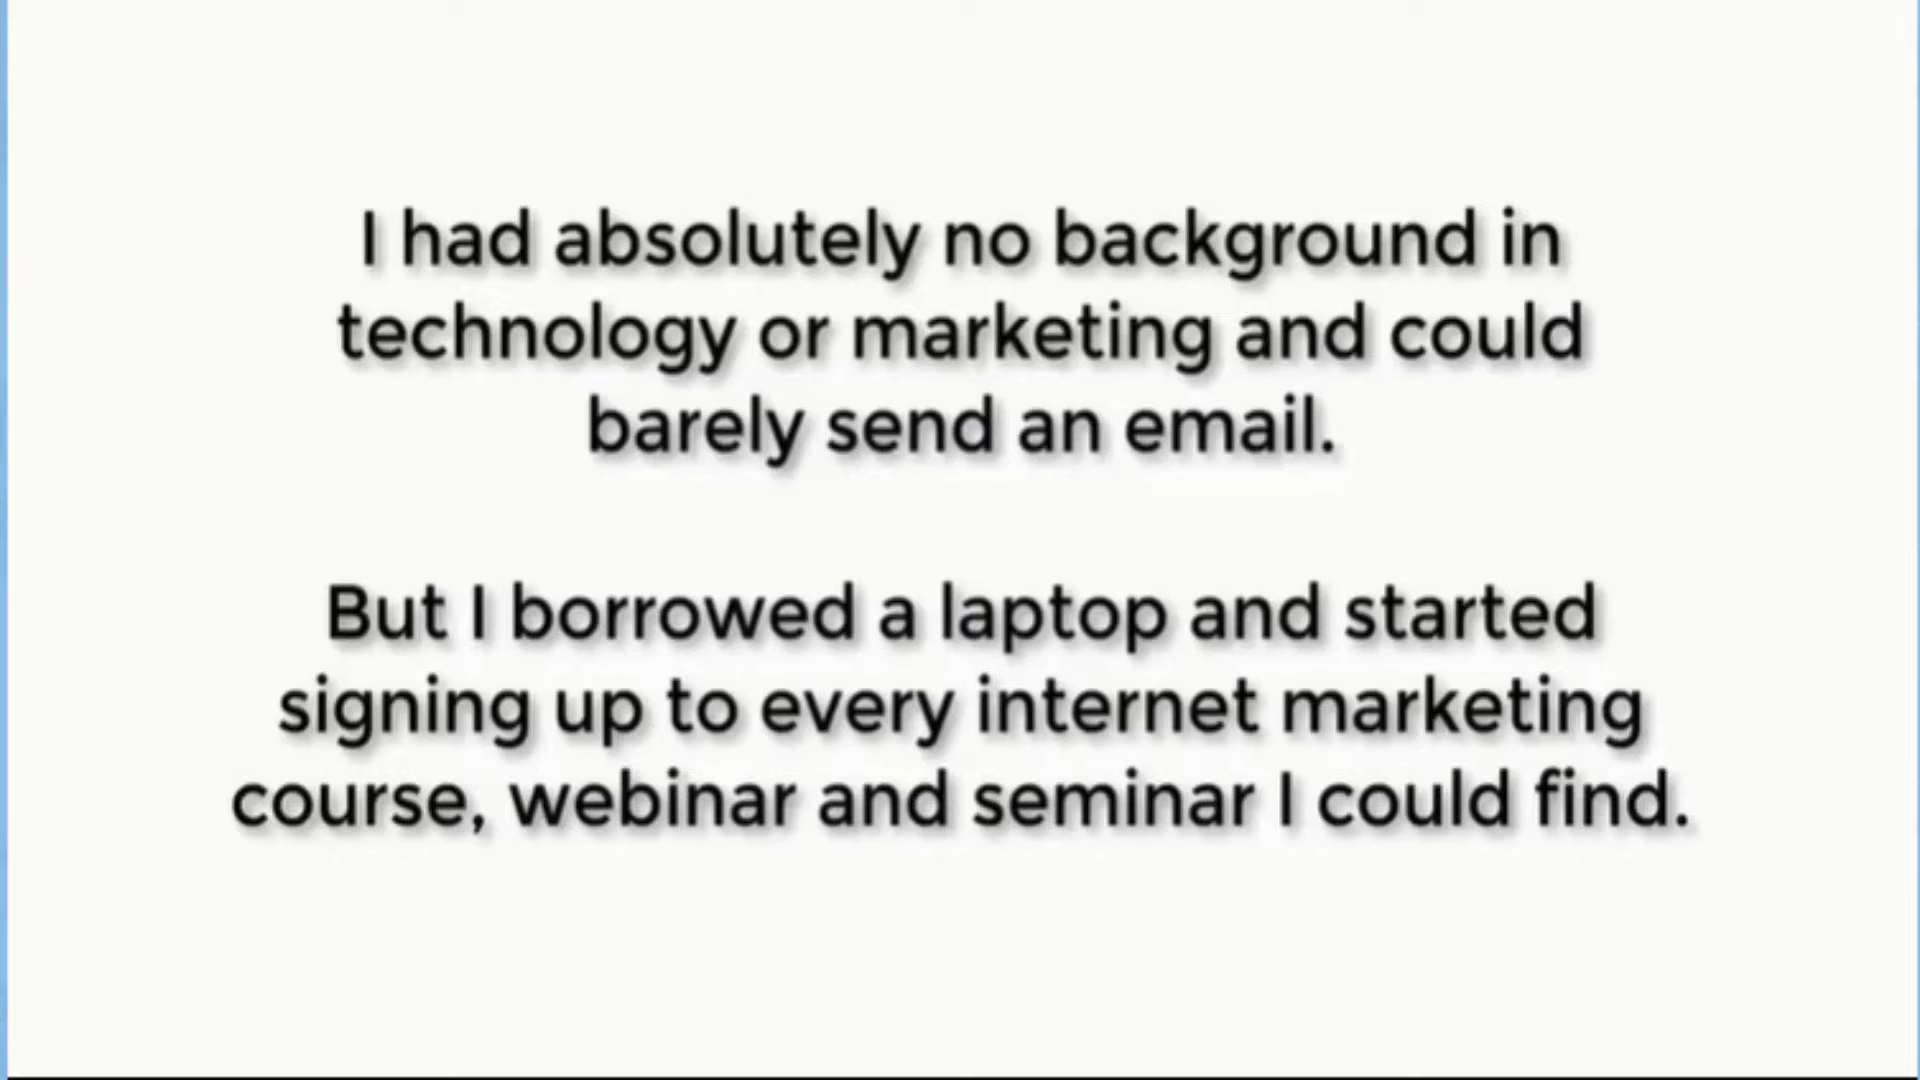 I had absolutely no background in
technology or marketing and could
barely send an email.
But I borrowed a laptop and started
signing up to every internet marketing
course, webinar and seminar I could find.